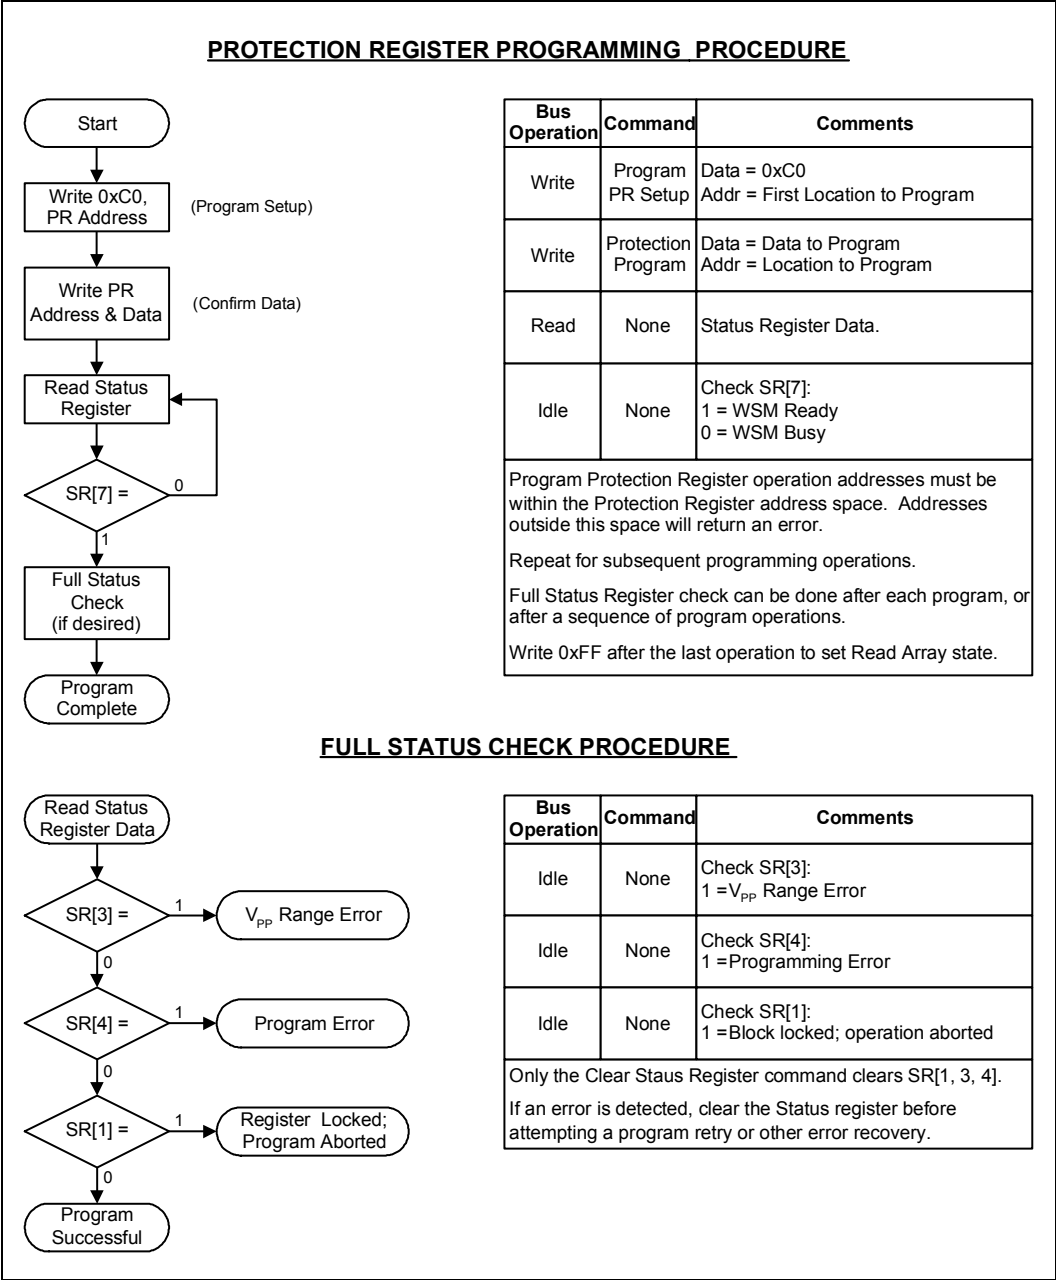 PROTECTION REGISTER PROGRAMMING PROCEDURE
Start
Write 0xC0,
PR Address
(Program Setup)
Write PR
Address & Data
(Confirm Data)
Read Status
Register
SR[7] =
0
1
Full Status
Check
(if desired)
Program
Complete
Bus
Operation
Command
Comments
Write
Program
PR Setup
Data = 0xC0
Addr = First Location to Program
Write
Protection
Program
Data = Data to Program
Addr = Location to Program
Read
None
Status Register Data.
Idle
None
Check SR[7]:
1 = WSM Ready
0 = WSM Busy
Program Protection Register operation addresses must be
within the Protection Register address space. Addresses
outside this space will return an error.
Repeat for subsequent programming operations.
Full Status Register check can be done after each program, or
after a sequence of program operations.
Write 0xFF after the last operation to set Read Array state.
FULL STATUS CHECK PROCEDURE
Read Status
Register Data
SR[3] =
1
V_PP Range Error
0
SR[4] =
1
Program Error
0
SR[1] =
1
Register Locked;
Program Aborted
0
Program
Successful
Bus
Operation
Command
Comments
Idle
None
Check SR[3]:
1 =V_PP Range Error
Idle
None
Check SR[4]:
1 =Programming Error
Idle
None
Check SR[1]:
1 =Block locked; operation aborted
Only the Clear Staus Register command clears SR[1, 3, 4].
If an error is detected, clear the Status register before
attempting a program retry or other error recovery.